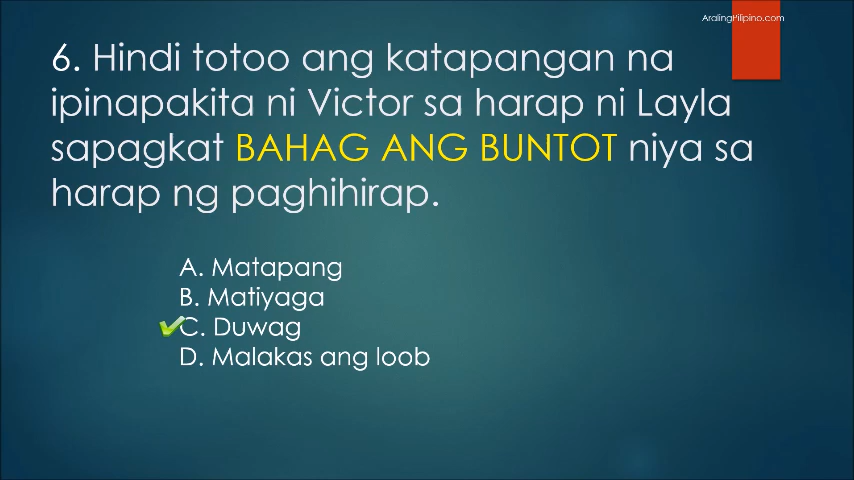 AralingPilipino.com
6. Hindi totoo ang katapangan na
ipinapakita ni Victor sa harap ni Layla
sapagkat BAHAG ANG BUNTOT niya sa
harap ng paghihirap.
A. Matapang
B. Matiyaga
C. Duwag
D. Malakas ang loob